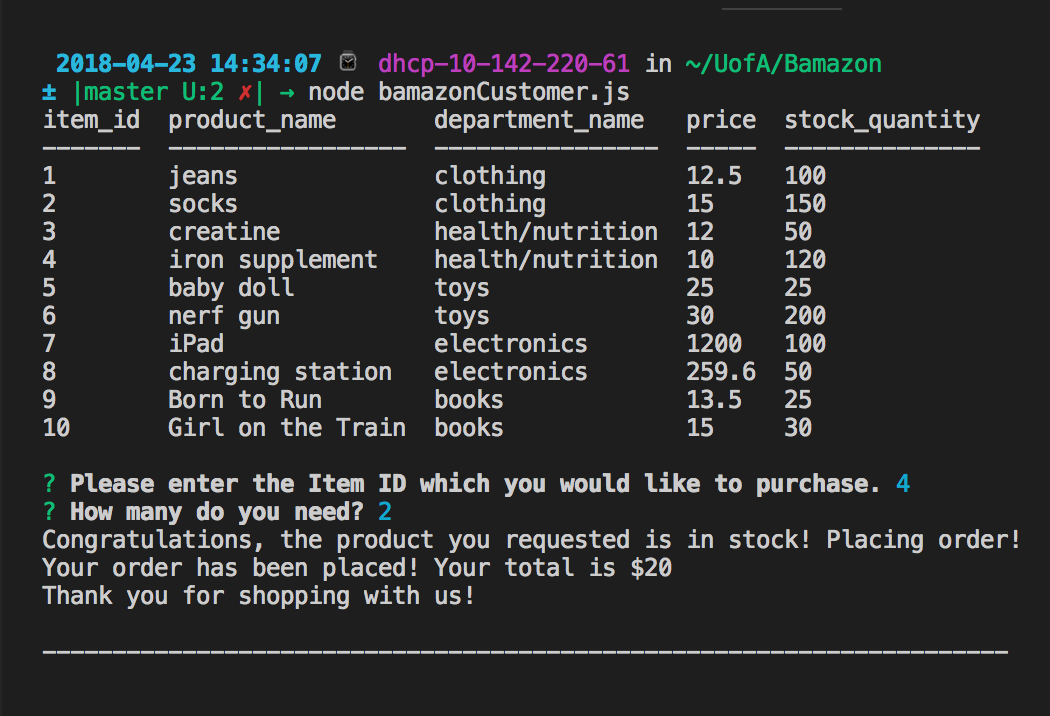 2018-04-23 14:34:07 ⌚ dhcp-10-142-220-61 in ~/UofA/Bamazon
± |master U:2 ✗| → node bamazonCustomer.js
item_id  product_name       department_name   price  stock_quantity
-------  -----------------  ----------------  -----  --------------
1        jeans              clothing          12.5   100
2        socks              clothing          15     150
3        creatine           health/nutrition  12     50
4        iron supplement    health/nutrition  10     120
5        baby doll          toys              25     25
6        nerf gun           toys              30     200
7        iPad               electronics       1200   100
8        charging station   electronics       259.6  50
9        Born to Run        books             13.5   25
10       Girl on the Train  books             15     30
? Please enter the Item ID which you would like to purchase. 4
? How many do you need? 2
Congratulations, the product you requested is in stock! Placing order!
Your order has been placed! Your total is $20
Thank you for shopping with us!
---------------------------------------------------------------------